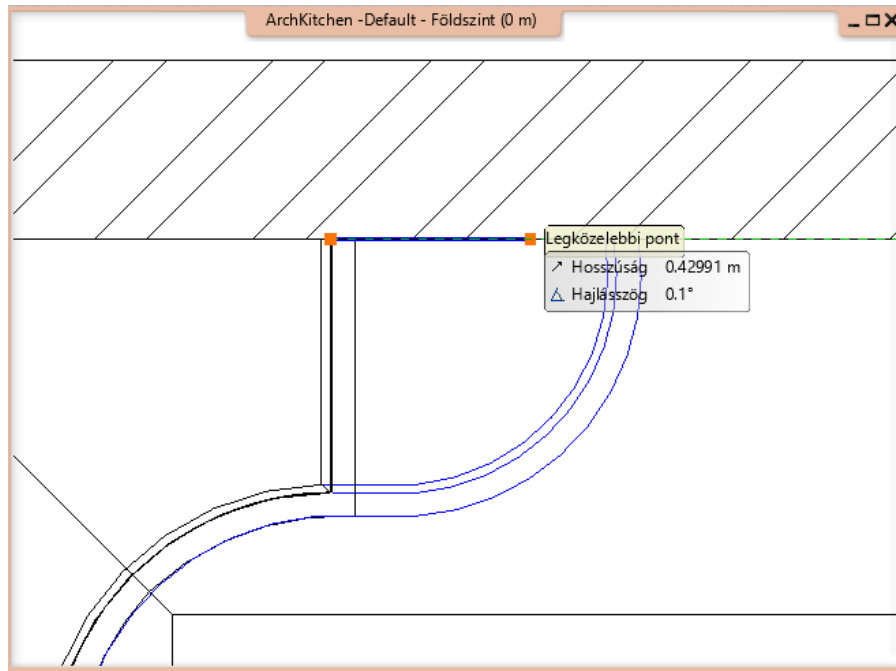 ArchKitchen -Default - Földszint (0 m)
Legközelebbi pont
Hosszúság 0.42991 m
Hajlásszög 0.1°